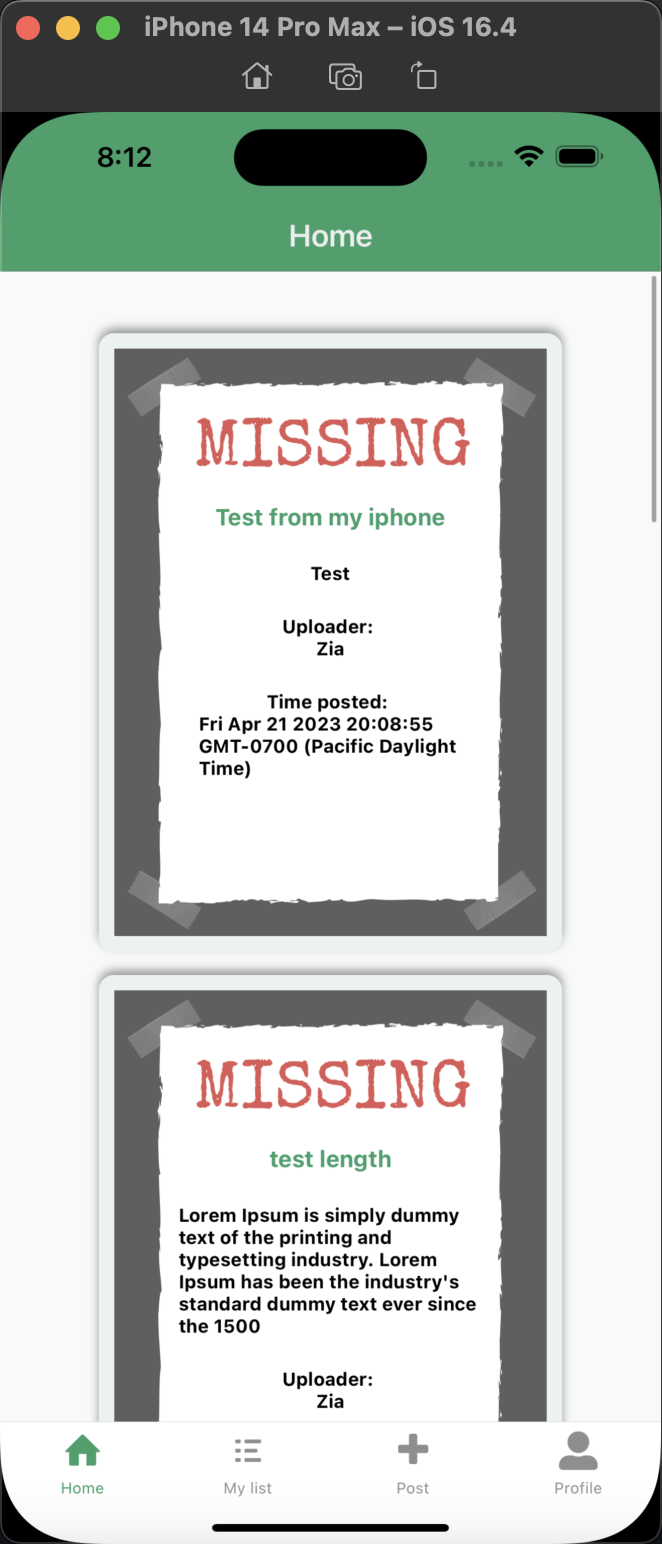 iPhone 14 Pro Max – iOS 16.4
8:12
Home
MISSING
Test from my iphone
Test
Uploader:
Zia
Time posted:
Fri Apr 21 2023 20:08:55
GMT-0700 (Pacific Daylight
Time)
MISSING
test length
Lorem Ipsum is simply dummy
text of the printing and
typesetting industry. Lorem
Ipsum has been the industry's
standard dummy text ever since
the 1500
Uploader:
Zia
Home
My list
Post
Profile